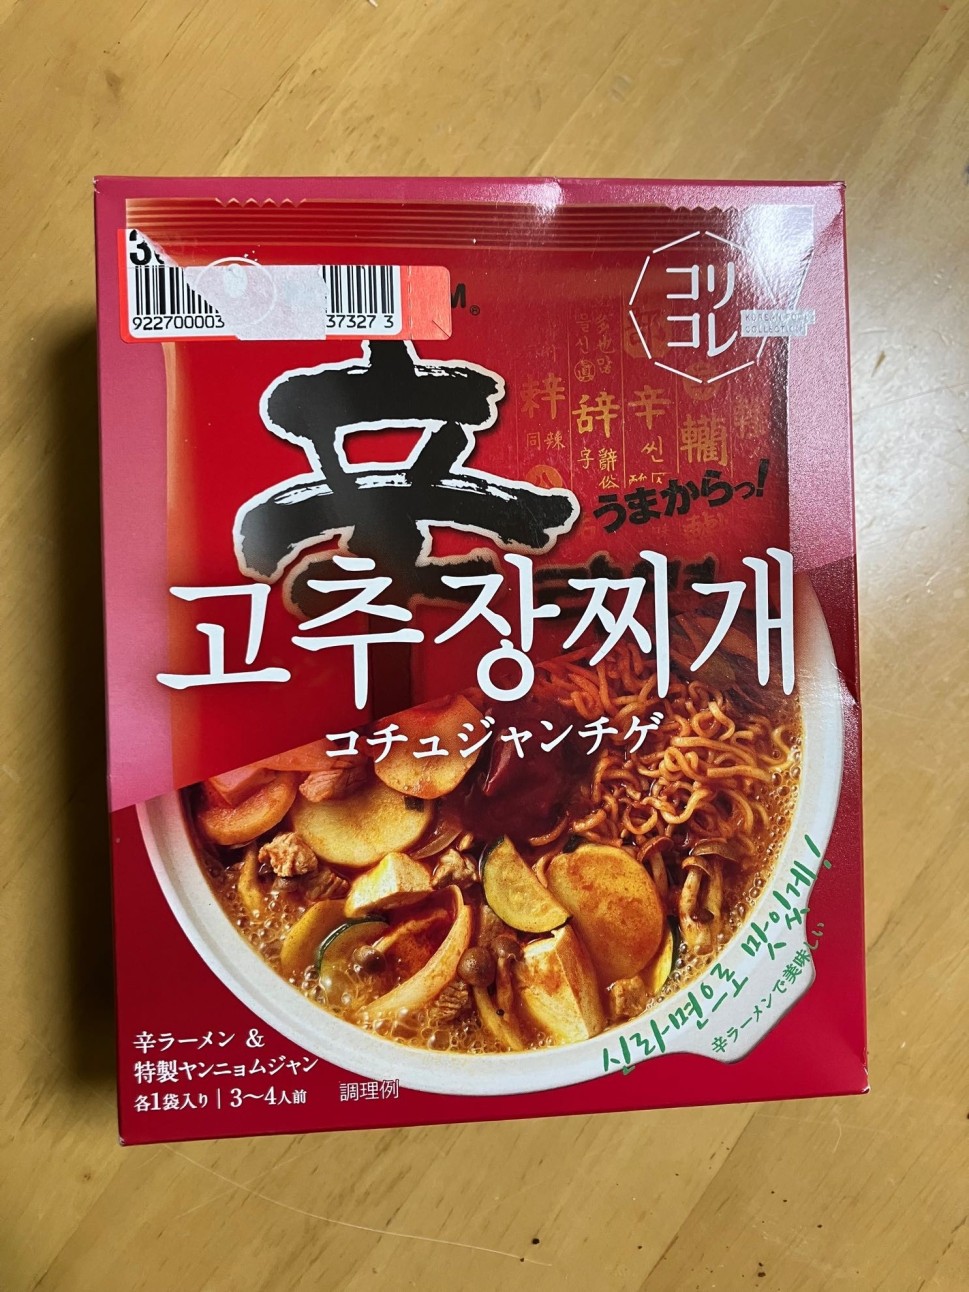 922700003
37327 3
コリ
コレ
KOREAN
COLLECTION
辛
うまからっ!
고추장찌개
コチュジャンチゲ
신라면으로 맛있게!
辛ラーメンで美味しい
辛ラーメン &
特製ヤンニョムジャン
各1袋入り | 3〜4人前
調理例